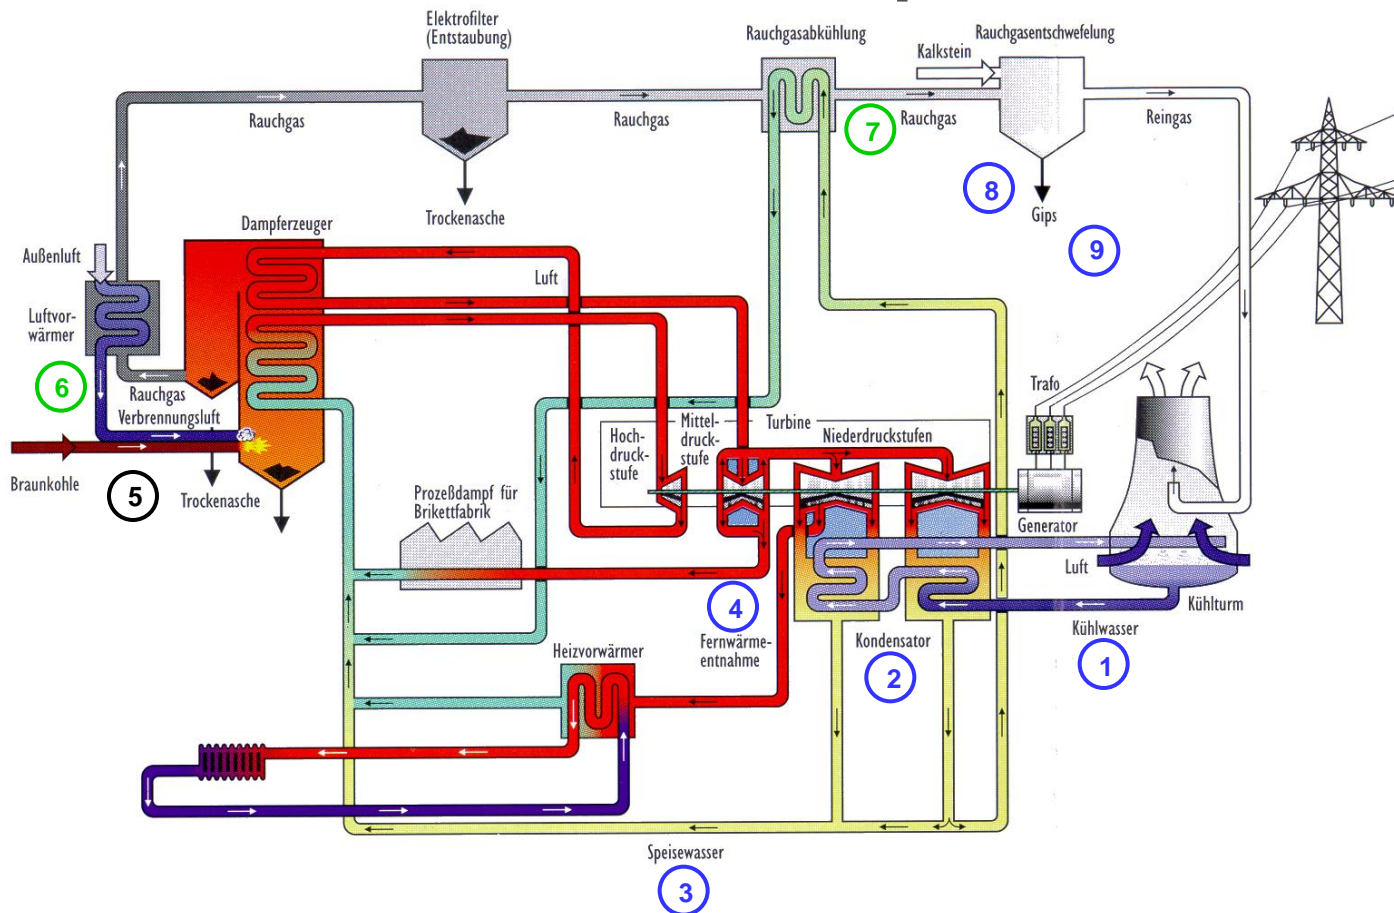 Elektrofilter
(Entstaubung)
Rauchgasabkühlung
Rauchgasentschwefelung
Kalkstein
Rauchgas
Rauchgas
Rauchgas
Reingas
7
8
Trockenasche
Gips
Dampferzeuger
9
Außenluft
Luft
Luftvor-
wärmer
6
Rauchgas
Verbrennungsluft
Trafo
Hoch-
druck-
stufe
Mittel-
druck-
stufe
Turbine
Niederdruckstufen
Braunkohle
5
Trockenasche
Prozeßdampf für
Brikettfabrik
Generator
Luft
Kühlturm
4
Fernwärme-
entnahme
Kondensator
2
Kühlwasser
1
Heizvorwärmer
Speisewasser
3